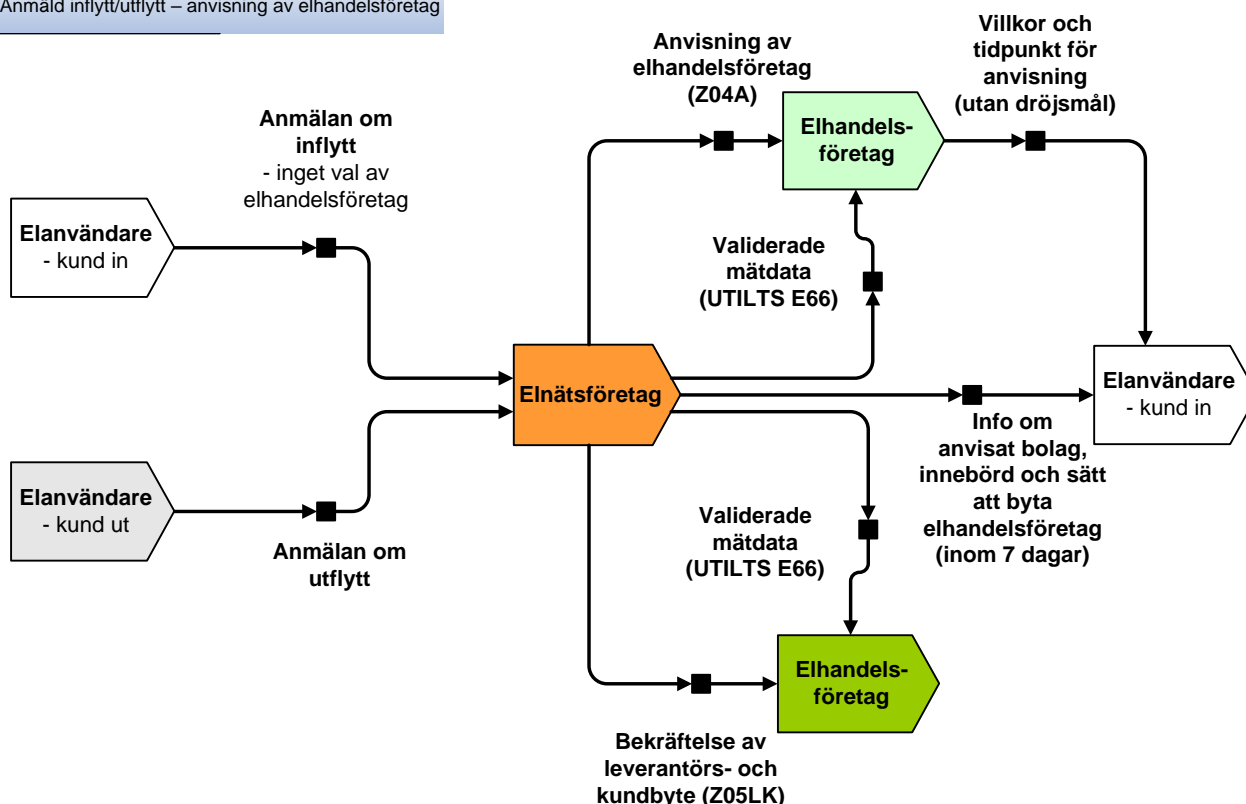 Anmäld inflytt/utflytt – anvisning av elhandelsföretag
Anmälan om
inflytt
- inget val av
elhandelsföretag
Anvisning av
elhandelsföretag
(Z04A)
Villkor och
tidpunkt för
anvisning
(utan dröjsmål)
Elhandels-
företag
Elanvändare
- kund in
Validerade
mätdata
(UTILTS E66)
Elnätsföretag
Elanvändare
- kund in
Info om
anvisat bolag,
innebörd och sätt
att byta
elhandelsföretag
(inom 7 dagar)
Elanvändare
- kund ut
Anmälan om
utflytt
Validerade
mätdata
(UTILTS E66)
Elhandels-
företag
Bekräftelse av
leverantörs- och
kundbyte (Z05LK)